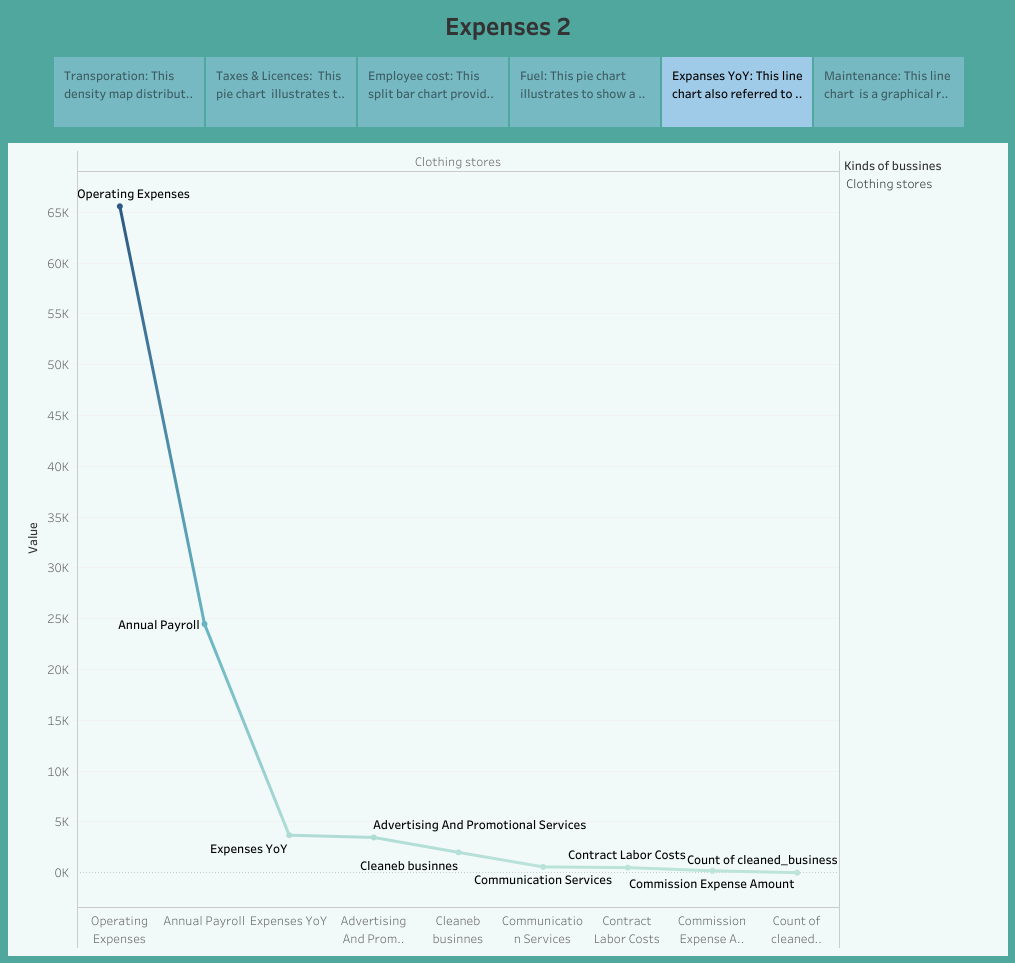 Expenses 2
Transporation: This
density map distribut..
Taxes & Licences:  This
pie chart  illustrates t..
Employee cost: This
split bar chart provid..
Fuel: This pie chart
illustrates to show a ..
Expanses YoY: This line
chart also referred to ..
Maintenance: This line
chart  is a graphical r..
Clothing stores
Kinds of bussines
Clothing stores
Operating Expenses
65K
60K
55K
50K
45K
40K
35K
Value
30K
25K
Annual Payroll
20K
15K
10K
5K
0K
Advertising And Promotional Services
Expenses YoY
Contract Labor Costs
Count of cleaned_business
Cleaneb businnes
Communication Services
Commission Expense Amount
Operating
Expenses
Annual Payroll
Expenses YoY
Advertising
And Prom..
Cleaneb
businnes
Communicatio
n Services
Contract
Labor Costs
Commission
Expense A..
Count of
cleaned..